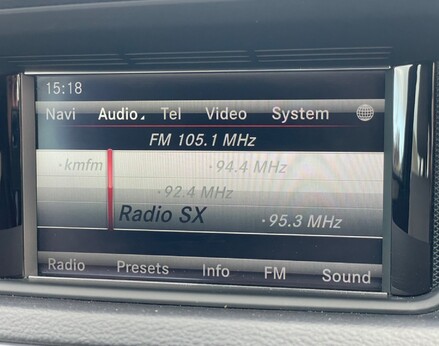 15:18
Navi Audio Tel Video System
FM 105.1 MHz
·kmfm ·94.4 MHz
·92.4 MHz
Radio SX ·95.3 MHz
Radio Presets Info FM Sound